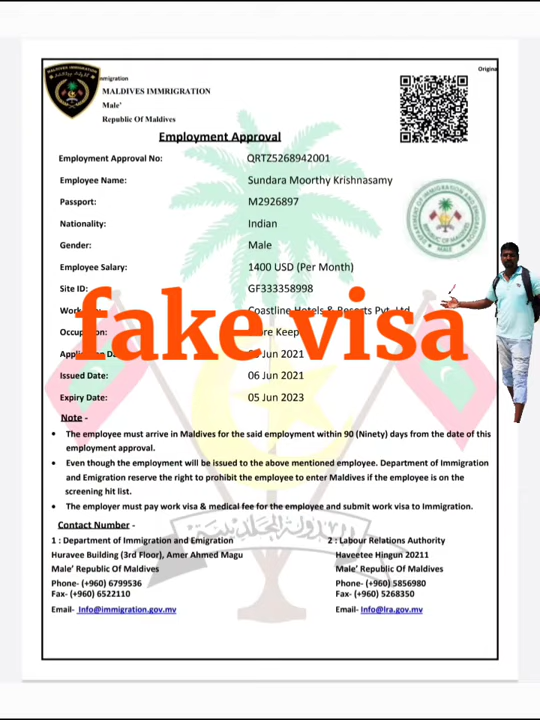 Origina
mmigration
MALDIVES IMMRIGRATION
Male’
Republic Of Maldives
Employment Approval
Employment Approval No: QRTZ5268942001
Employee Name: Sundara Moorthy Krishnasamy
Passport: M2926897
Nationality: Indian
Gender: Male
Employee Salary: 1400 USD (Per Month)
Site ID: GF333358998
Coastline Hotels & Resorts Pvt. Ltd
fake visa
Jun 2021
Issued Date: 06 Jun 2021
Expiry Date: 05 Jun 2023
Note -
• The employee must arrive in Maldives for the said employment within 90 (Ninety) days from the date of this
employment approval.
• Even though the employment will be issued to the above mentioned employee. Department of Immigration
and Emigration reserve the right to prohibit the employee to enter Maldives if the employee is on the
screening hit list.
• The employer must pay work visa & medical fee for the employee and submit work visa to Immigration.
Contact Number -
1 : Department of Immigration and Emigration
Huravee Building (3rd Floor), Amer Ahmed Magu
Male’ Republic Of Maldives
Phone- (+960) 6799536
Fax- (+960) 6522110
Email- Info@immigration.gov.mv
2 : Labour Relations Authority
Haveetee Hingun 20211
Male’ Republic Of Maldives
Phone- (+960) 5856980
Fax- (+960) 5268350
Email- Info@lra.gov.mv